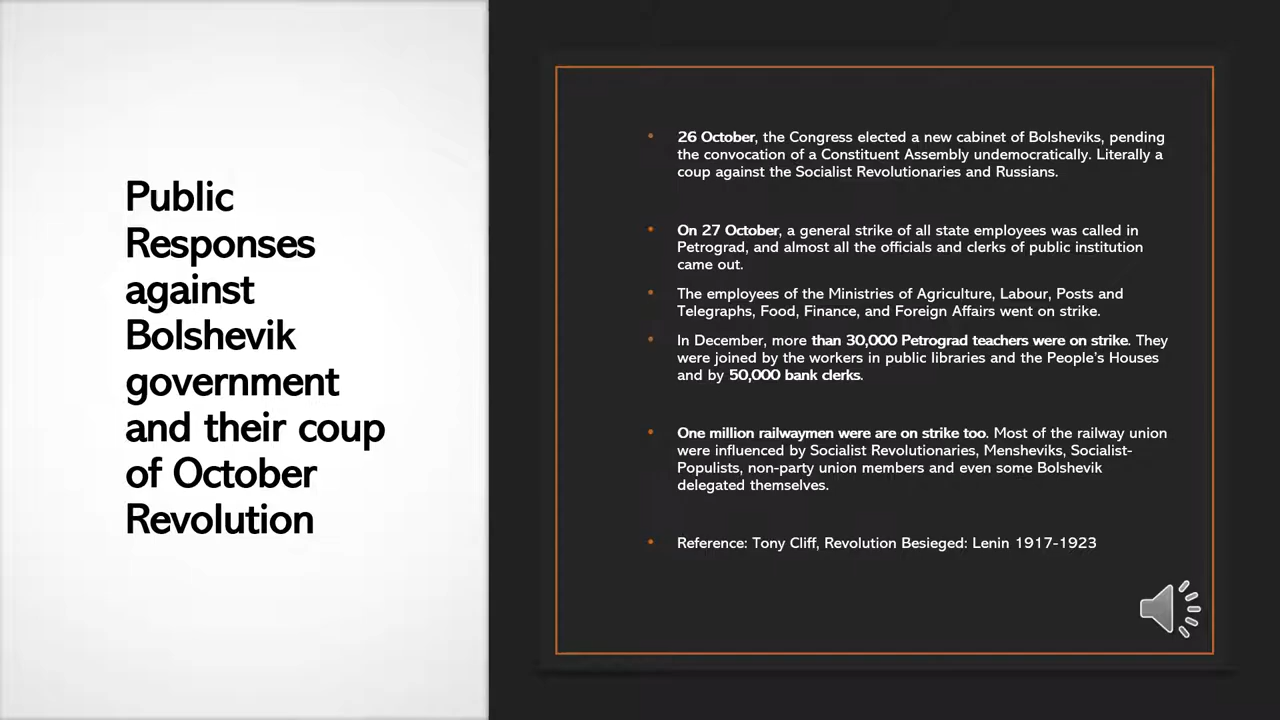 Public
Responses
against
Bolshevik
government
and their coup
of October
Revolution
• 26 October, the Congress elected a new cabinet of Bolsheviks, pending
the convocation of a Constituent Assembly undemocratically. Literally a
coup against the Socialist Revolutionaries and Russians.
• On 27 October, a general strike of all state employees was called in
Petrograd, and almost all the officials and clerks of public institution
came out.
• The employees of the Ministries of Agriculture, Labour, Posts and
Telegraphs, Food, Finance, and Foreign Affairs went on strike.
• In December, more than 30,000 Petrograd teachers were on strike. They
were joined by the workers in public libraries and the People's Houses
and by 50,000 bank clerks.
• One million railwaymen were are on strike too. Most of the railway union
were influenced by Socialist Revolutionaries, Mensheviks, Socialist-
Populists, non-party union members and even some Bolshevik
delegated themselves.
• Reference: Tony Cliff, Revolution Besieged: Lenin 1917-1923